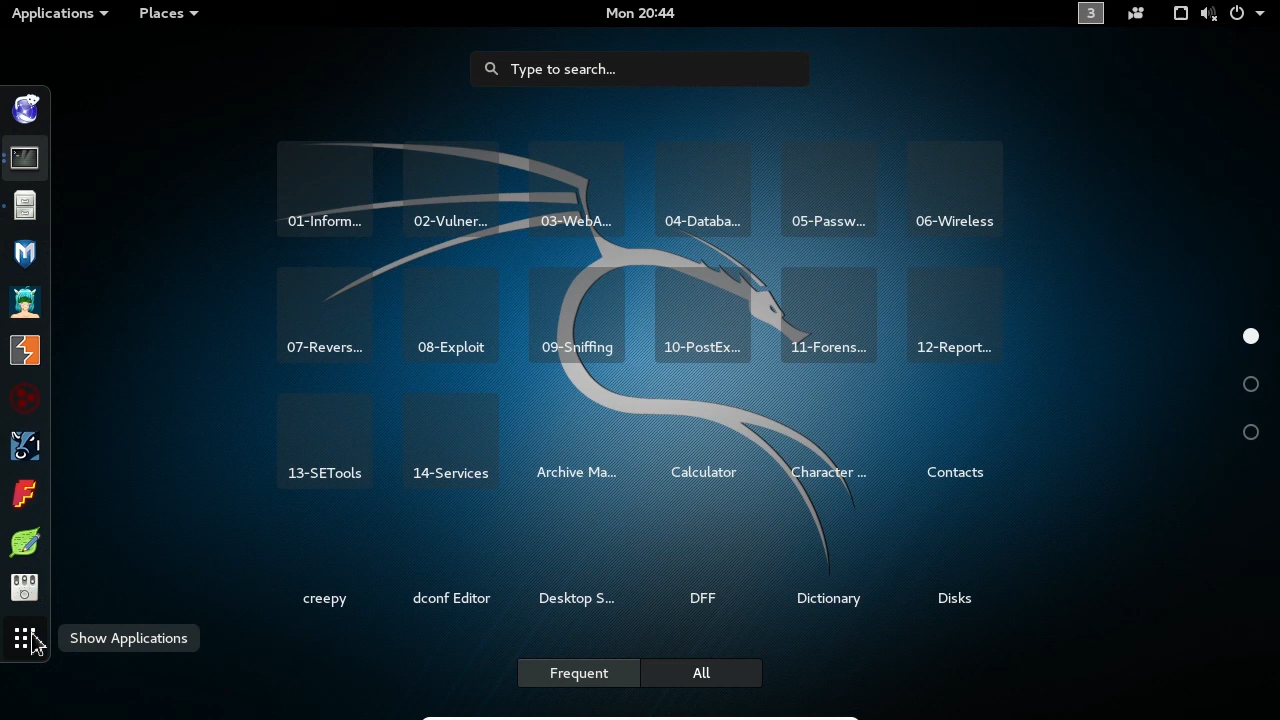 Applications Places Mon 20:44 3
Type to search...
01-Inform... 02-Vulner... 03-WebA... 04-Databa... 05-Passw... 06-Wireless
07-Revers... 08-Exploit 09-Sniffing 10-PostEx... 11-Forens... 12-Report...
13-SETools 14-Services Archive Ma... Calculator Character ... Contacts
creepy dconf Editor Desktop S... DFF Dictionary Disks
Show Applications
Frequent All